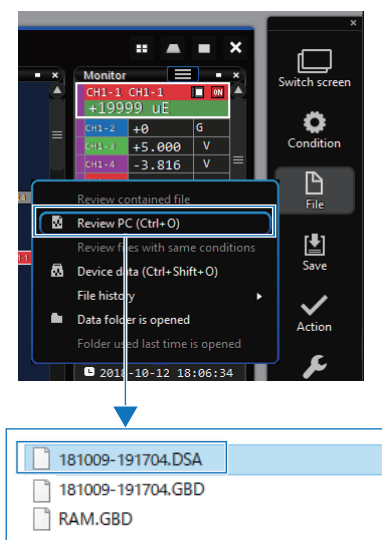 Monitor
CH1-1 CH1-1 ON
+19999 uE
CH1-2 +0 G
CH1-3 +5.000 V
CH1-4 -3.816 V
Switch screen
Condition
File
Save
Action
Review contained file
Review PC (Ctrl+O)
Review files with same conditions
Device data (Ctrl+Shift+O)
File history
Data folder is opened
Folder used last time is opened
2018-10-12 18:06:34
181009-191704.DSA
181009-191704.GBD
RAM.GBD